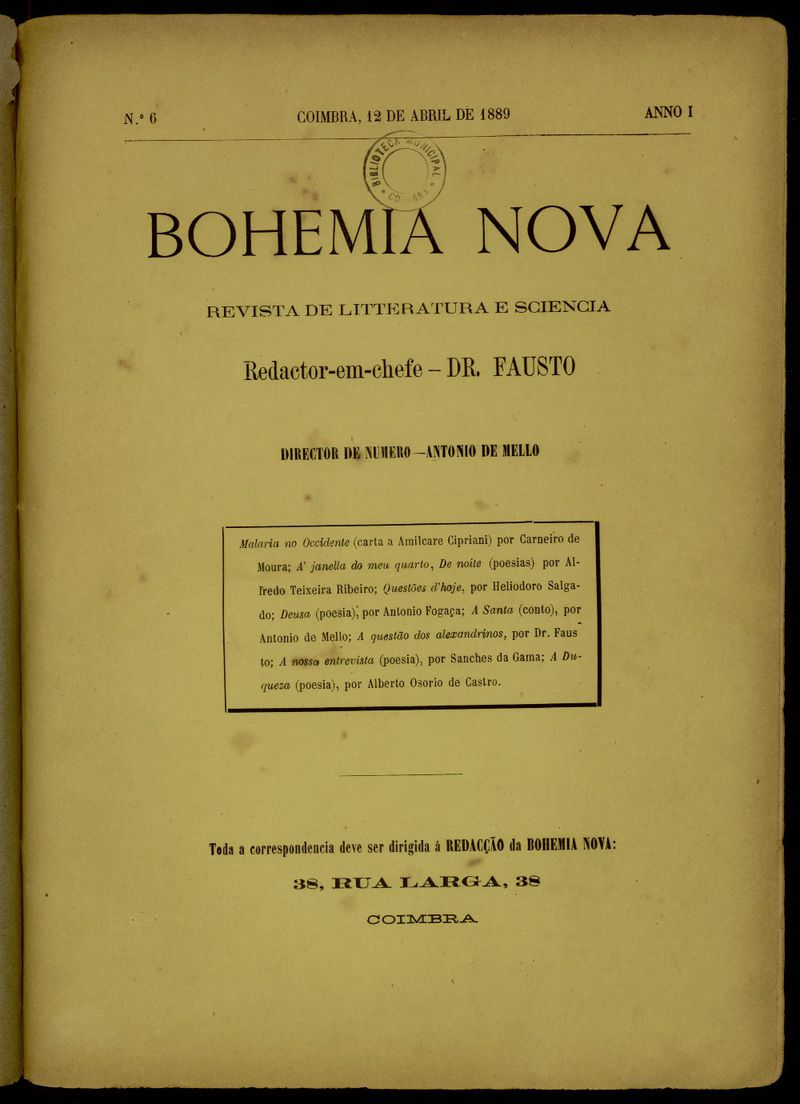 N.º 6 COIMBRA, 12 DE ABRIL DE 1889 ANNO I
BIBLIOTECA MUNICIPAL
BOHEMIA NOVA
REVISTA DE LITTERATURA E SCIENCIA
Redactor-em-chefe – DR. FAUSTO
DIRECTOR DE NUMERO — ANTONIO DE MELLO
Malaria no Occidente (carta a Amilcare Cipriani) por Carneiro de
Moura; A' janella do meu quarto, De noite (poesias) por Al-
fredo Teixeira Ribeiro; Questões d'hoje, por Heliodoro Salga-
do; Deusa (poesia), por Antonio Fogaça; A Santa (conto), por
Antonio de Mello; A questão dos alexandrinos, por Dr. Faus-
to; A nossa entrevista (poesia), por Sanches da Gama; A Du-
queza (poesia), por Alberto Osorio de Castro.
Toda a correspondencia deve ser dirigida á REDACÇÃO da BOHEMIA NOVA:
38, RUA LARGA, 38
COIMBRA